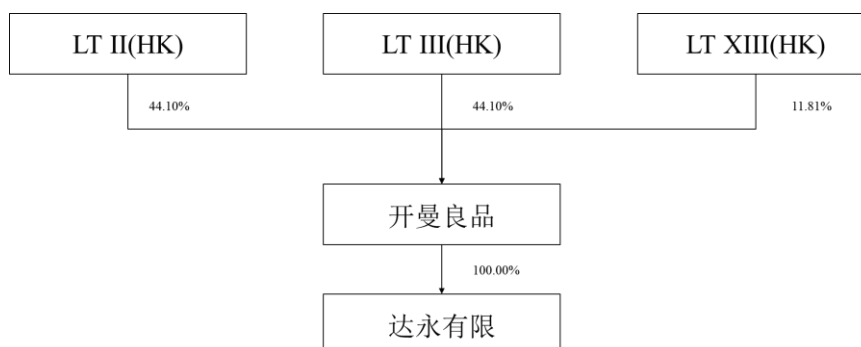 LT II(HK)
LT III(HK)
LT XIII(HK)
44.10%
44.10%
11.81%
开曼良品
100.00%
达永有限